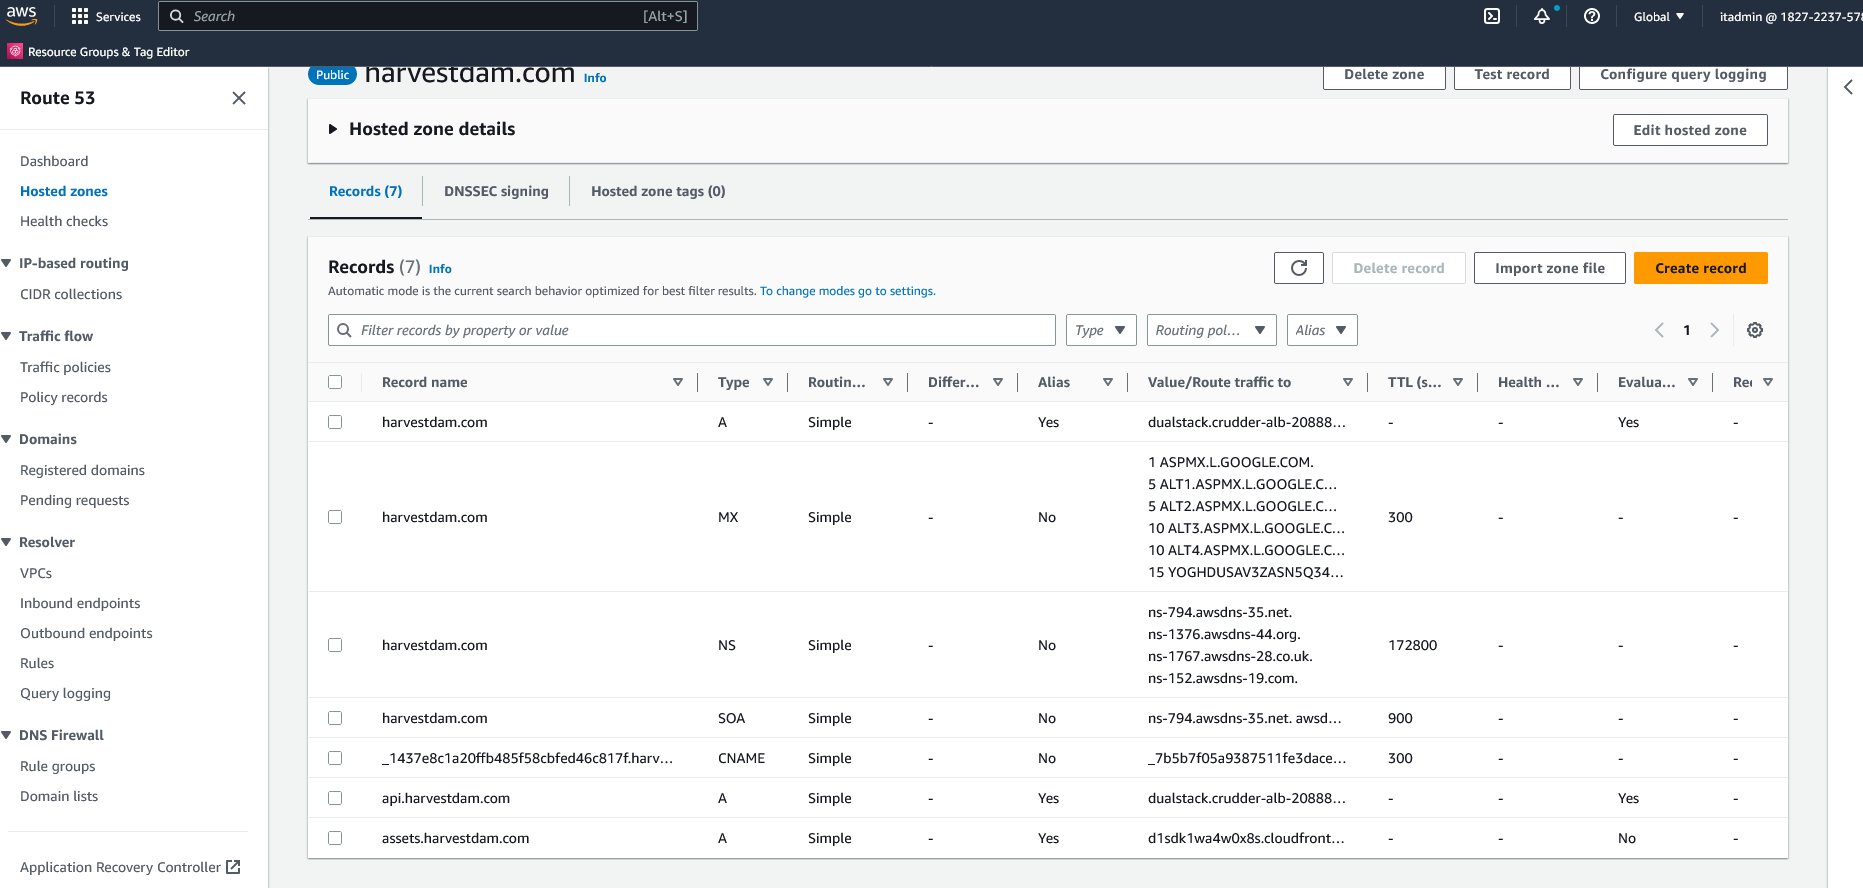 aws
Services
Search
[Alt+S]
Global
itadmin @ 1827-2237-578
Resource Groups & Tag Editor
Route 53
Dashboard
Hosted zones
Health checks
IP-based routing
CIDR collections
Traffic flow
Traffic policies
Policy records
Domains
Registered domains
Pending requests
Resolver
VPCs
Inbound endpoints
Outbound endpoints
Rules
Query logging
DNS Firewall
Rule groups
Domain lists
Application Recovery Controller
Public harvestdam.com Info
Delete zone
Test record
Configure query logging
Hosted zone details
Edit hosted zone
Records (7)
DNSSEC signing
Hosted zone tags (0)
Records (7) Info
Automatic mode is the current search behavior optimized for best filter results. To change modes go to settings.
Delete record
Import zone file
Create record
Filter records by property or value
Type
Routing pol...
Alias
1
Record name Type Routin... Differ... Alias Value/Route traffic to TTL (s... Health ... Evalua... Rec
harvestdam.com A Simple - Yes dualstack.crudder-alb-20888... - - Yes -
harvestdam.com MX Simple - No
1 ASPMX.L.GOOGLE.COM.
5 ALT1.ASPMX.L.GOOGLE.C...
5 ALT2.ASPMX.L.GOOGLE.C...
10 ALT3.ASPMX.L.GOOGLE.C...
10 ALT4.ASPMX.L.GOOGLE.C...
15 YOGHDUSAV3ZASN5Q34...
300 - - -
harvestdam.com NS Simple - No
ns-794.awsdns-35.net.
ns-1376.awsdns-44.org.
ns-1767.awsdns-28.co.uk.
ns-152.awsdns-19.com.
172800 - - -
harvestdam.com SOA Simple - No ns-794.awsdns-35.net. awsd... 900 - - -
_1437e8c1a20ffb485f58cbfed46c817f.harv... CNAME Simple - No _7b5b7f05a9387511fe3dace... 300 - - -
api.harvestdam.com A Simple - Yes dualstack.crudder-alb-20888... - - Yes -
assets.harvestdam.com A Simple - Yes d1sdk1wa4w0x8s.cloudfront... - - No -